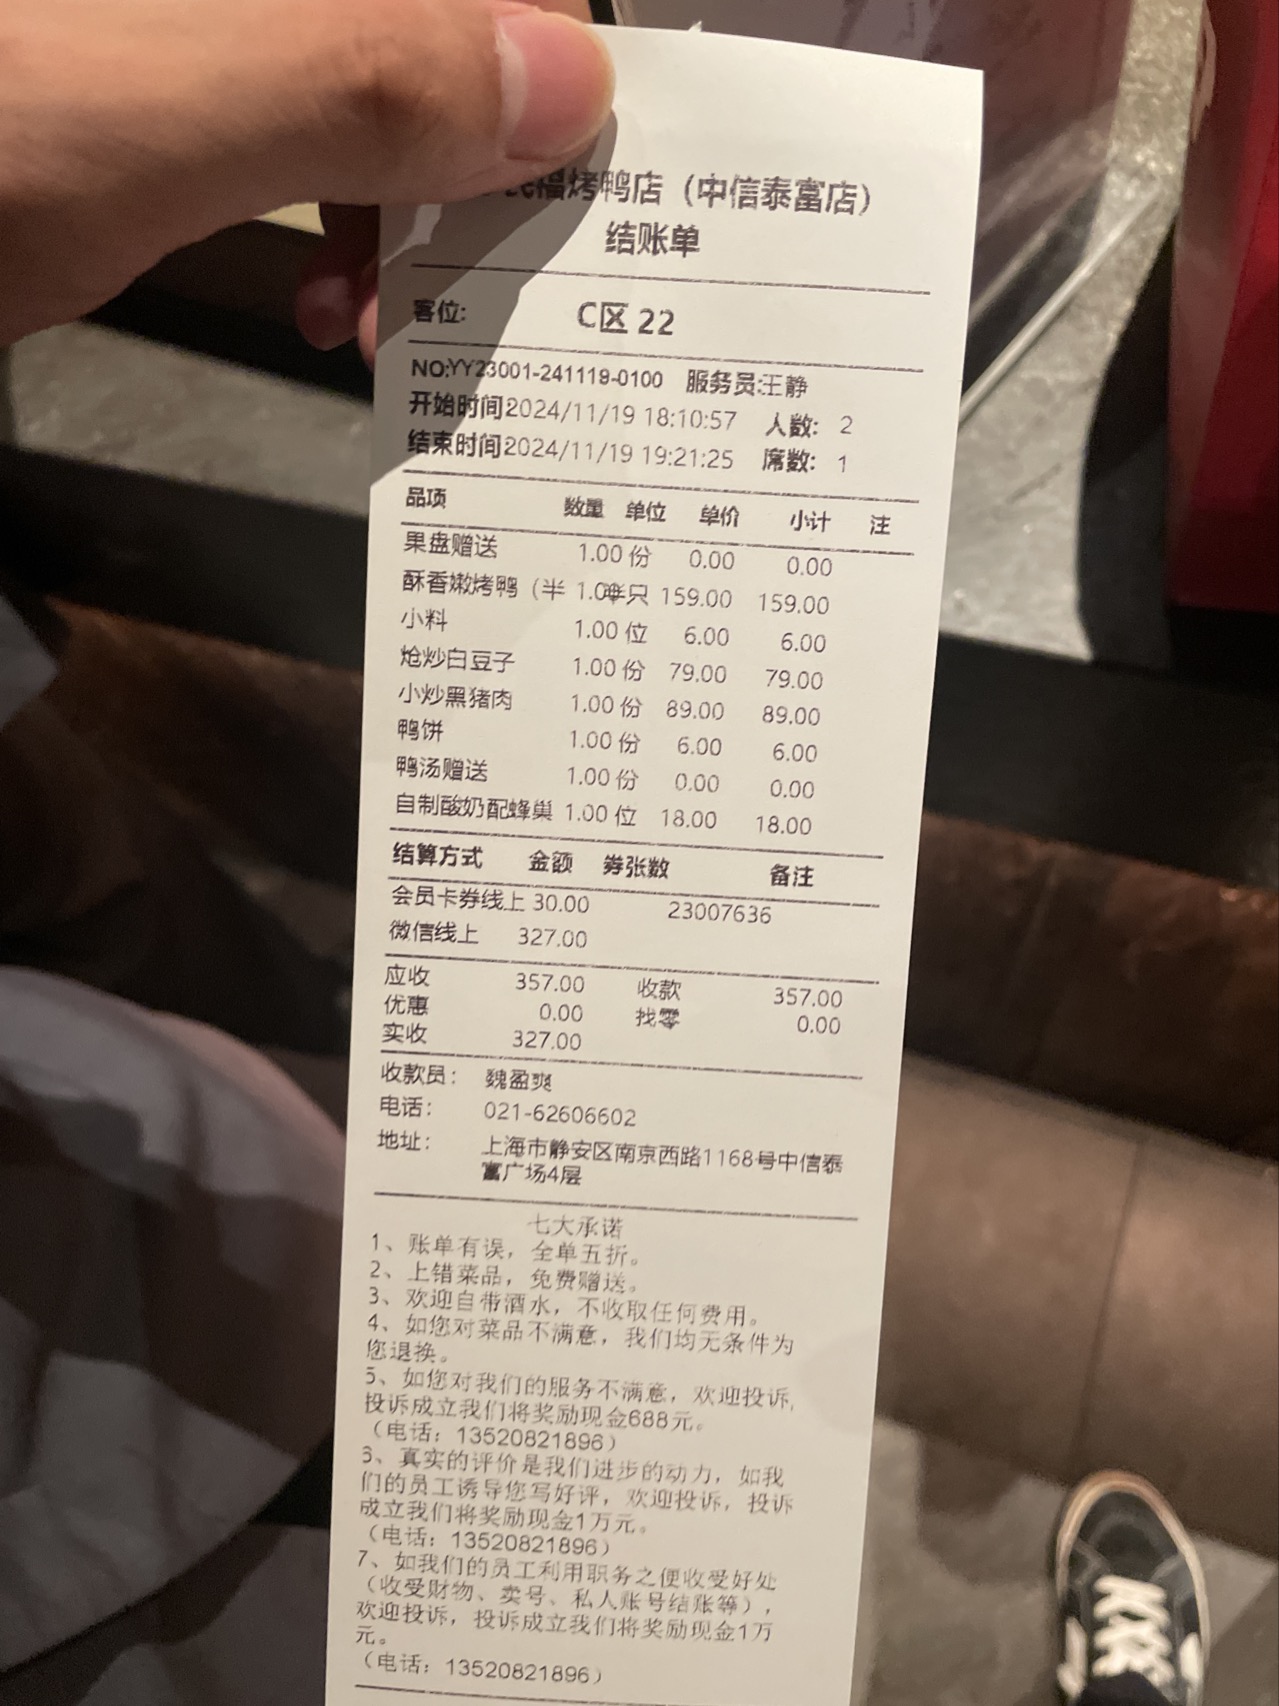 福烤鸭店（中信泰富店）
结账单
客位: C区 22
NO:YY23001-241119-0100 服务员:王静
开始时间2024/11/19 18:10:57 人数: 2
结束时间2024/11/19 19:21:25 席数: 1
品项 数量 单位 单价 小计 注
果盘赠送 1.00 份 0.00 0.00
酥香嫩烤鸭（半 1.00半只 159.00 159.00
小料 1.00 位 6.00 6.00
炝炒白豆子 1.00 份 79.00 79.00
小炒黑猪肉 1.00 份 89.00 89.00
鸭饼 1.00 份 6.00 6.00
鸭汤赠送 1.00 份 0.00 0.00
自制酸奶配蜂巢 1.00 位 18.00 18.00
结算方式 金额 券张数 备注
会员卡券线上 30.00 23007636
微信线上 327.00
应收 357.00 收款 357.00
优惠 0.00 找零 0.00
实收 327.00
收款员: 魏盈爽
电话: 021-62606602
地址: 上海市静安区南京西路1168号中信泰
富广场4层
七大承诺
1、账单有误，全单五折。
2、上错菜品，免费赠送。
3、欢迎自带酒水，不收取任何费用。
4、如您对菜品不满意，我们均无条件为
您退换。
5、如您对我们的服务不满意，欢迎投诉,
投诉成立我们将奖励现金688元。
（电话：13520821896）
6、真实的评价是我们进步的动力，如我
们的员工诱导您写好评，欢迎投诉，投诉
成立我们将奖励现金1万元。
（电话：13520821896）
7、如我们的员工利用职务之便收受好处
（收受财物、卖号、私人账号结账等），
欢迎投诉，投诉成立我们将奖励现金1万
元。
（电话：13520821896）